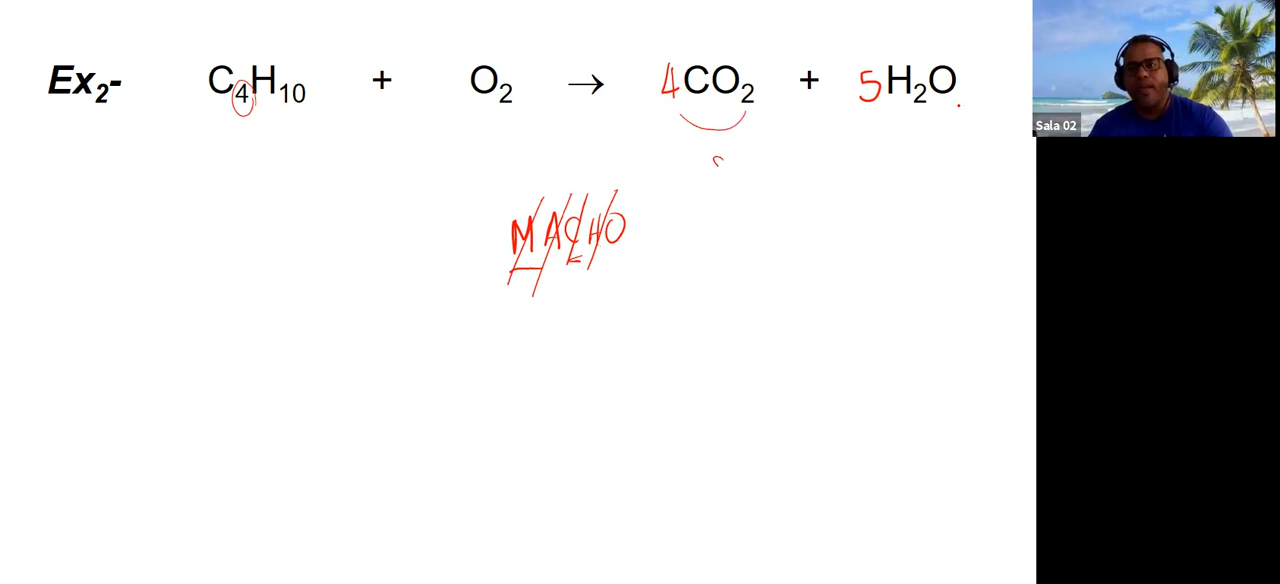 Ex₂- C₄H₁₀ + O₂ → 4CO₂ + 5H₂O
Sala 02
MACHO